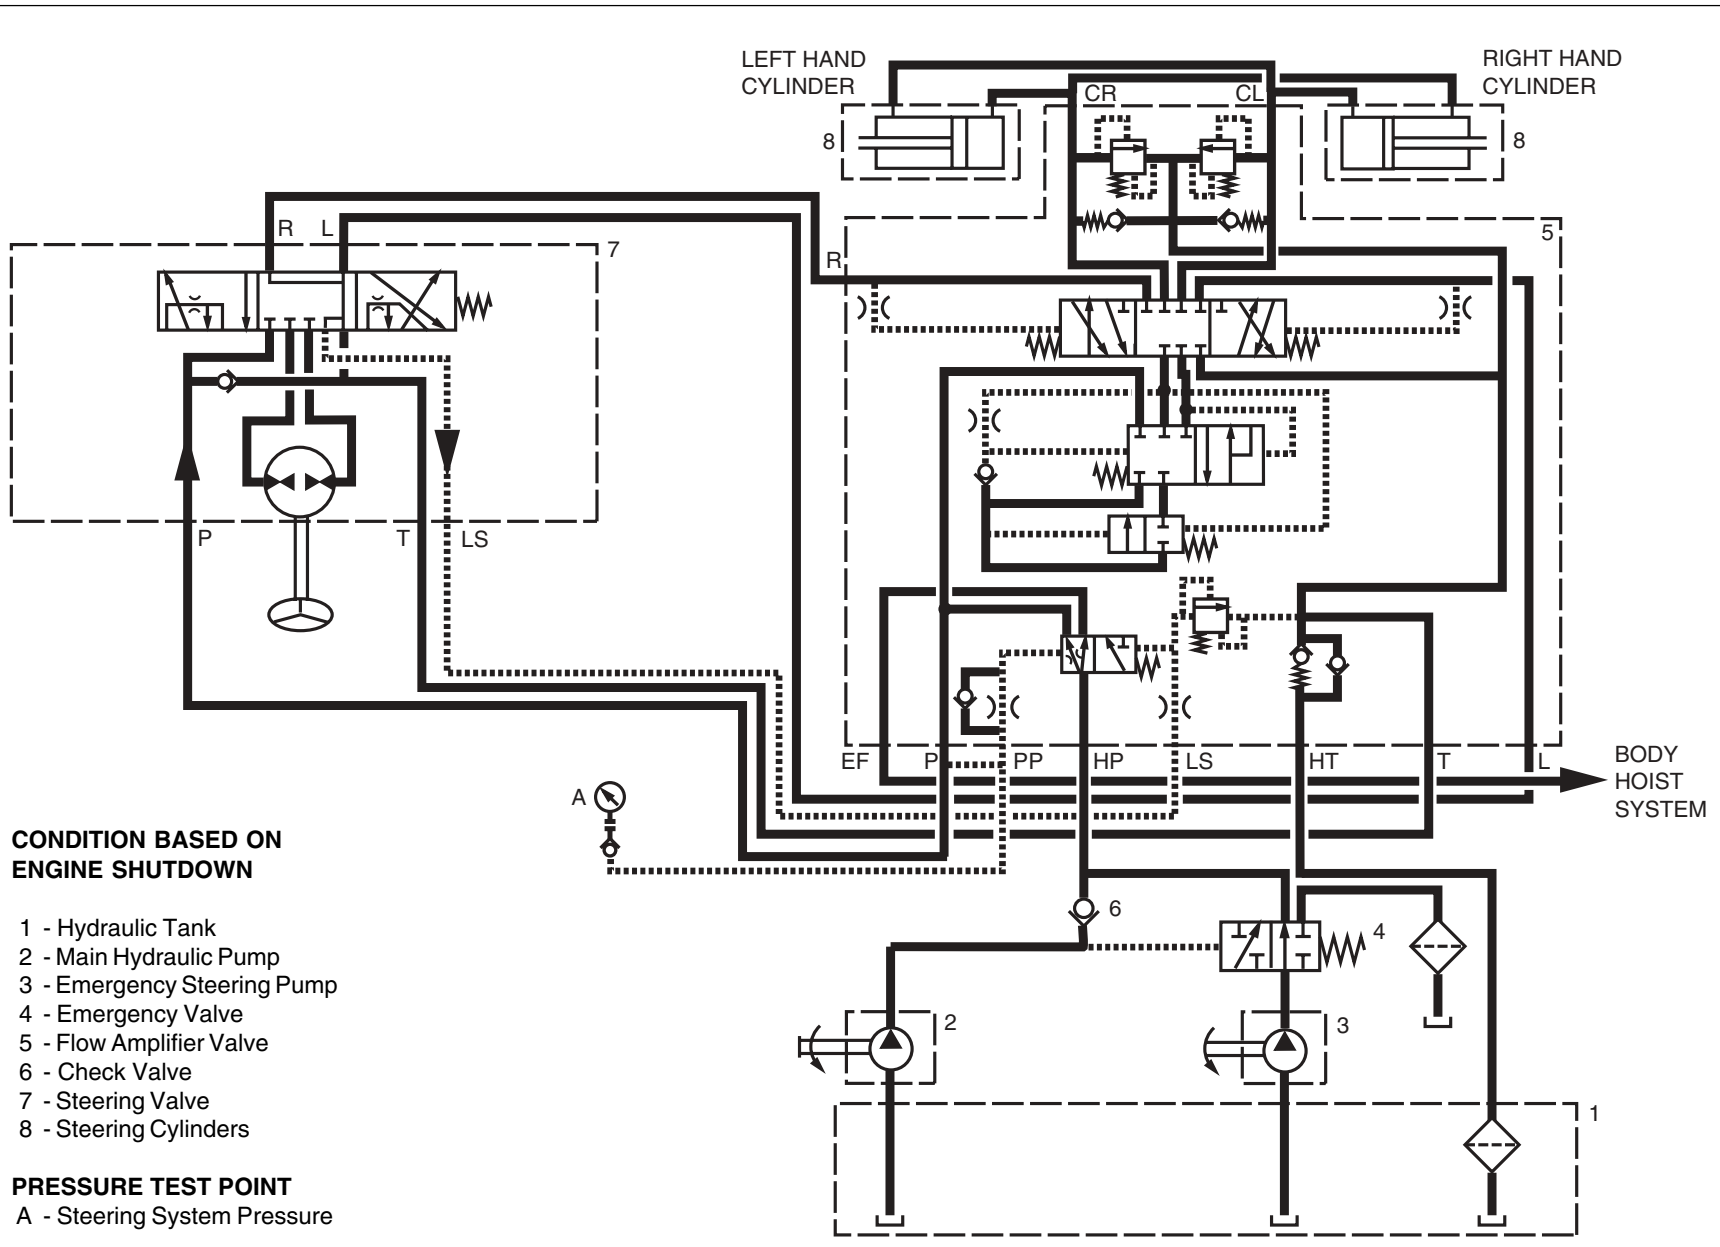 LEFT HAND
CYLINDER
RIGHT HAND
CYLINDER
CR
CL
8
8
R
L
7
5
R
P
T
LS
EF
P
PP
HP
LS
HT
T
L
BODY
HOIST
SYSTEM
A
6
4
2
3
1
CONDITION BASED ON
ENGINE SHUTDOWN
1 - Hydraulic Tank
2 - Main Hydraulic Pump
3 - Emergency Steering Pump
4 - Emergency Valve
5 - Flow Amplifier Valve
6 - Check Valve
7 - Steering Valve
8 - Steering Cylinders
PRESSURE TEST POINT
A - Steering System Pressure